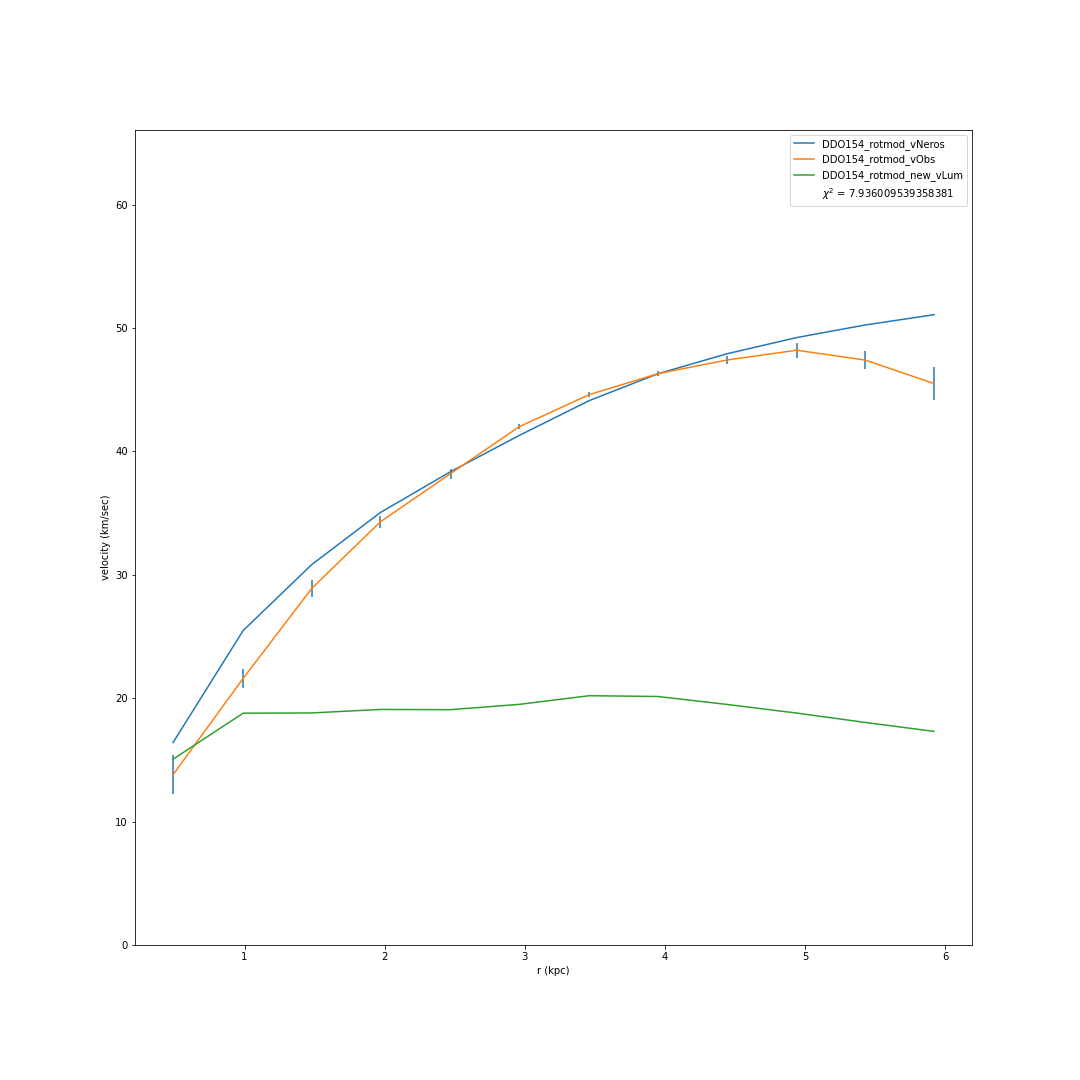 DDO154_rotmod_vNeros
DDO154_rotmod_vObs
DDO154_rotmod_new_vLum
χ² = 7.936009539358381
60
50
40
30
20
10
0
velocity (km/sec)
1 2 3 4 5 6
r (kpc)